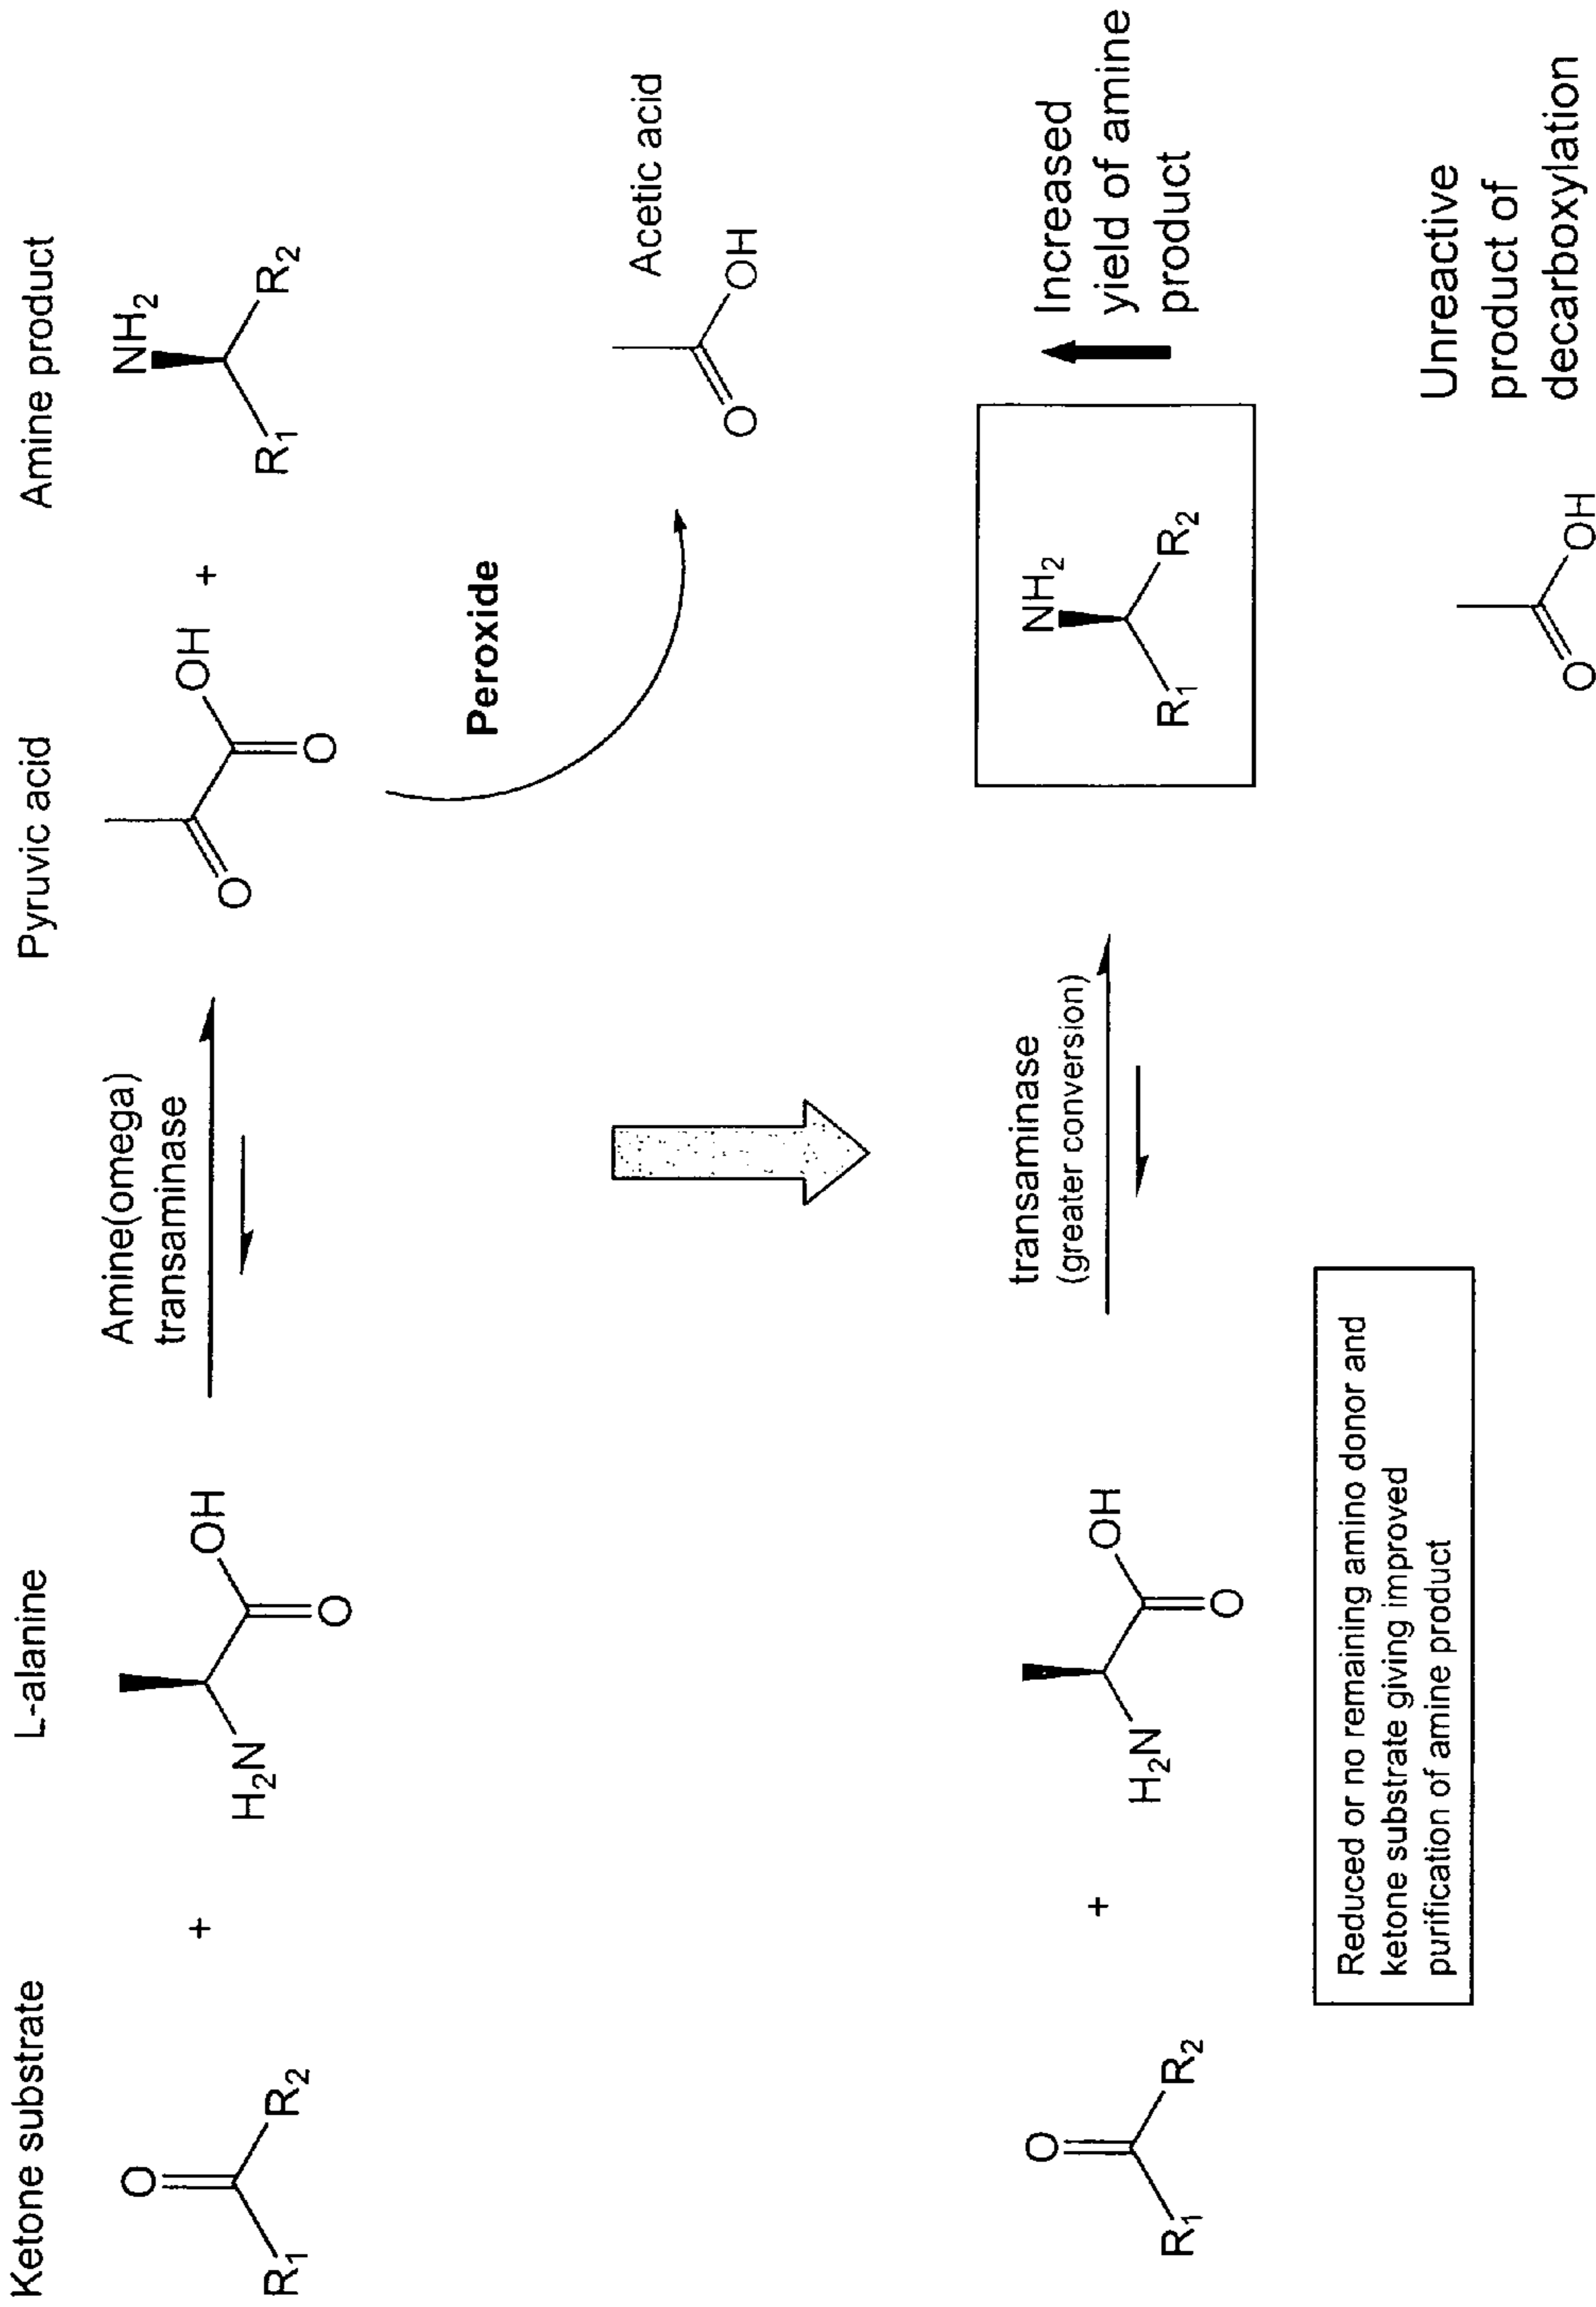 Ketone substrate
L-alanine
Pyruvic acid
Amine product
O
R1
R2
+
H2N
OH
O
Amine(omega)
transaminase
O
OH
O
+
NH2
R1
R2
Peroxide
Acetic acid
O
OH
O
R1
R2
+
H2N
OH
O
transaminase
(greater conversion)
NH2
R1
R2
Increased
yield of amine
product
Reduced or no remaining amino donor and
ketone substrate giving improved
purification of amine product
O
OH
Unreactive
product of
decarboxylation